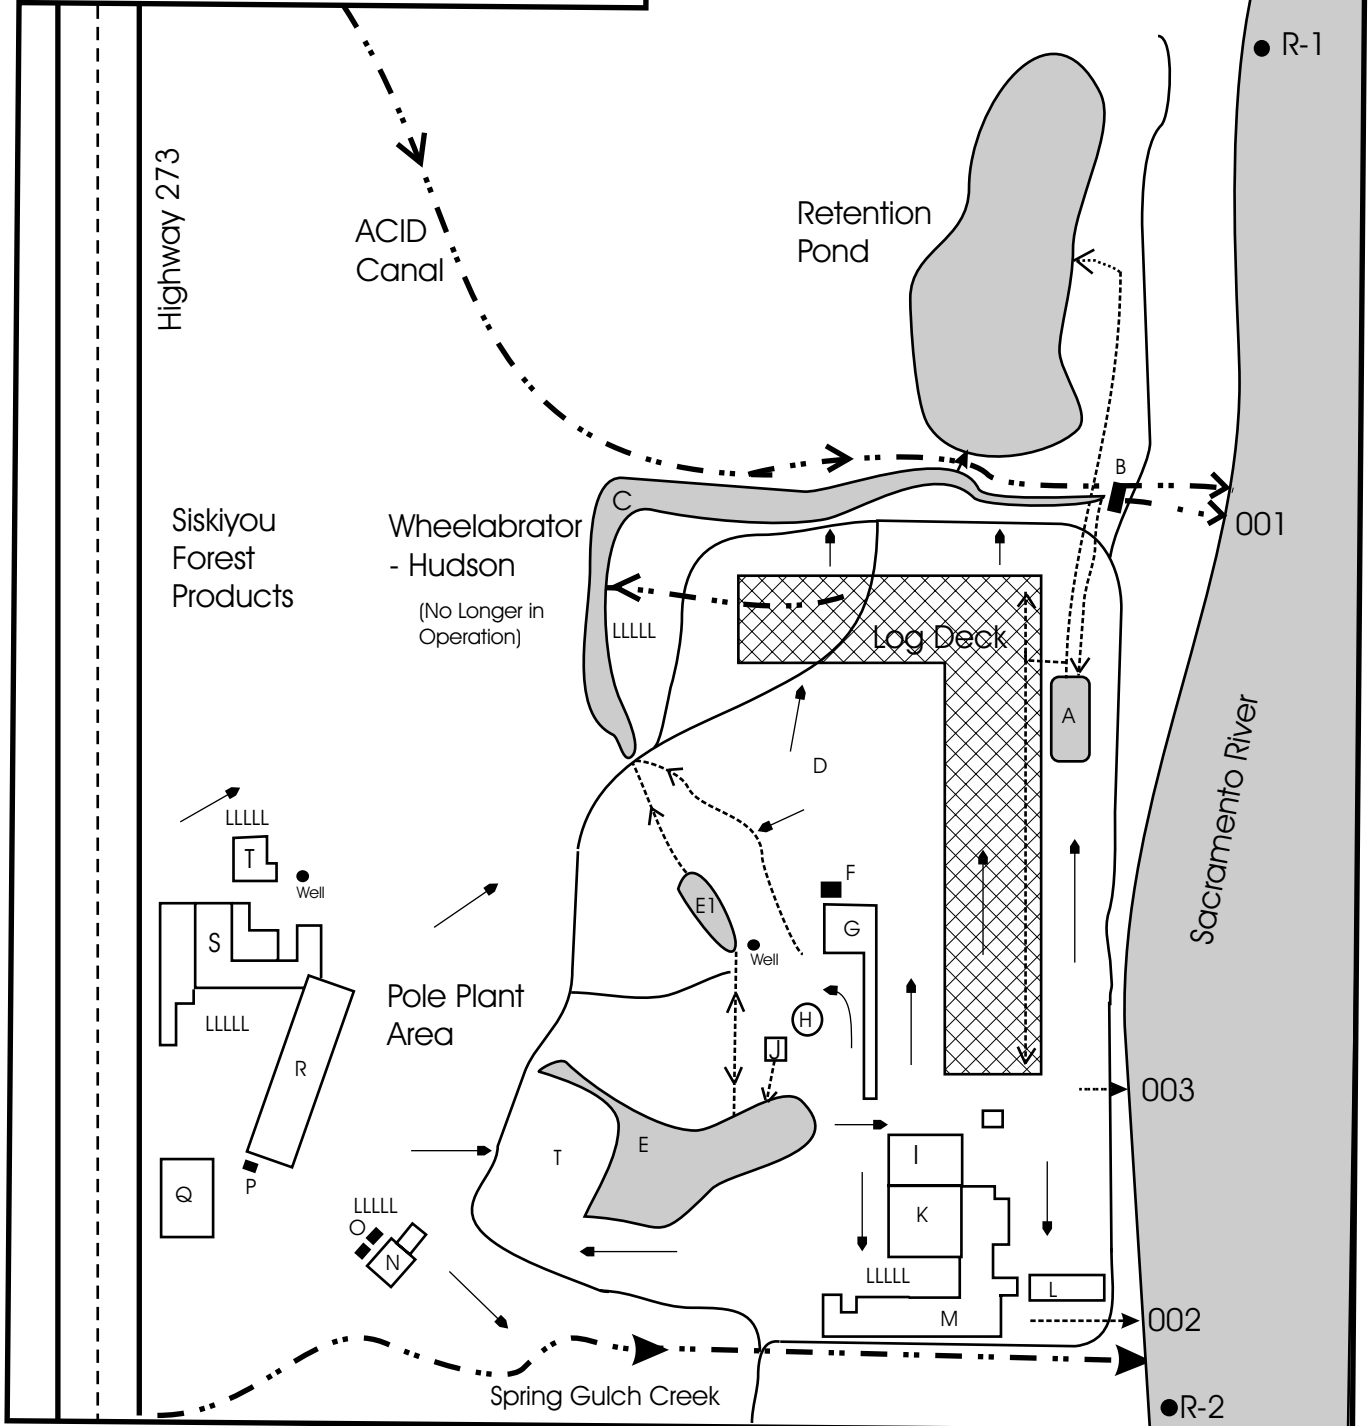 R-1
Highway 273
Retention
Pond
ACID
Canal
B
C
001
Siskiyou
Forest
Products
Wheelabrator
- Hudson
(No Longer in
Operation)
LLLLL
Log Deck
A
Sacramento River
D
LLLLL
T
Well
F
E1
G
S
Well
Pole Plant
Area
LLLLL
H
J
R
003
E
T
I
P
Q
K
LLLLL
O
N
LLLLL
L
M
002
Spring Gulch Creek
R-2